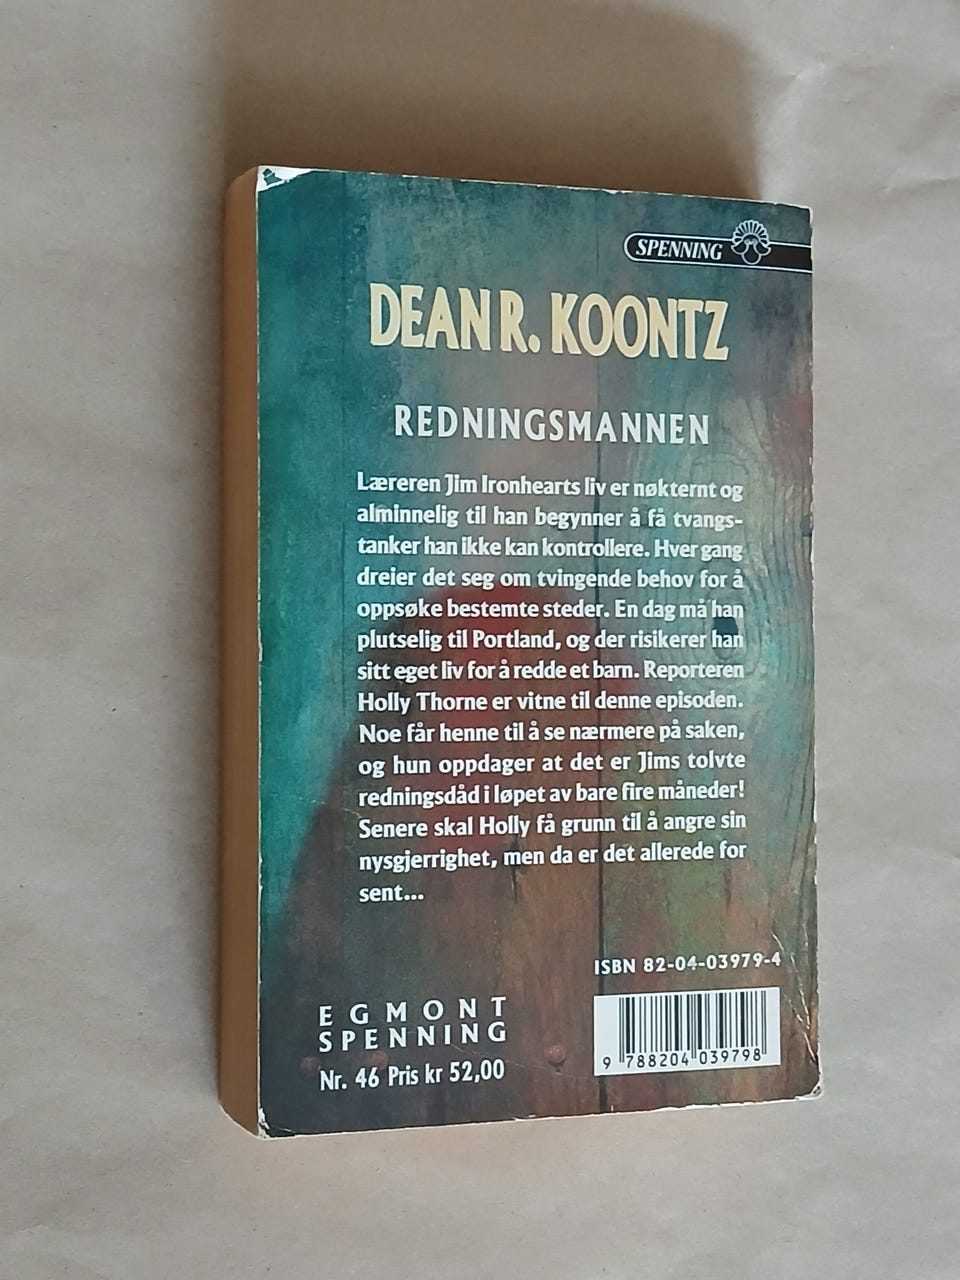 SPENNING
DEAN R. KOONTZ
REDNINGSMANNEN
Læreren Jim Ironhearts liv er nøkternt og
alminnelig til han begynner å få tvangs-
tanker han ikke kan kontrollere. Hver gang
dreier det seg om tvingende behov for å
oppsøke bestemte steder. En dag må han
plutselig til Portland, og der risikerer han
sitt eget liv for å redde et barn. Reporteren
Holly Thorne er vitne til denne episoden.
Noe får henne til å se nærmere på saken,
og hun oppdager at det er Jims tolvte
redningsdåd i løpet av bare fire måneder!
Senere skal Holly få grunn til å angre sin
nysgjerrighet, men da er det allerede for
sent...
ISBN 82-04-03979-4
EGMONT
SPENNING
Nr. 46 Pris kr 52,00
9 788204 039798